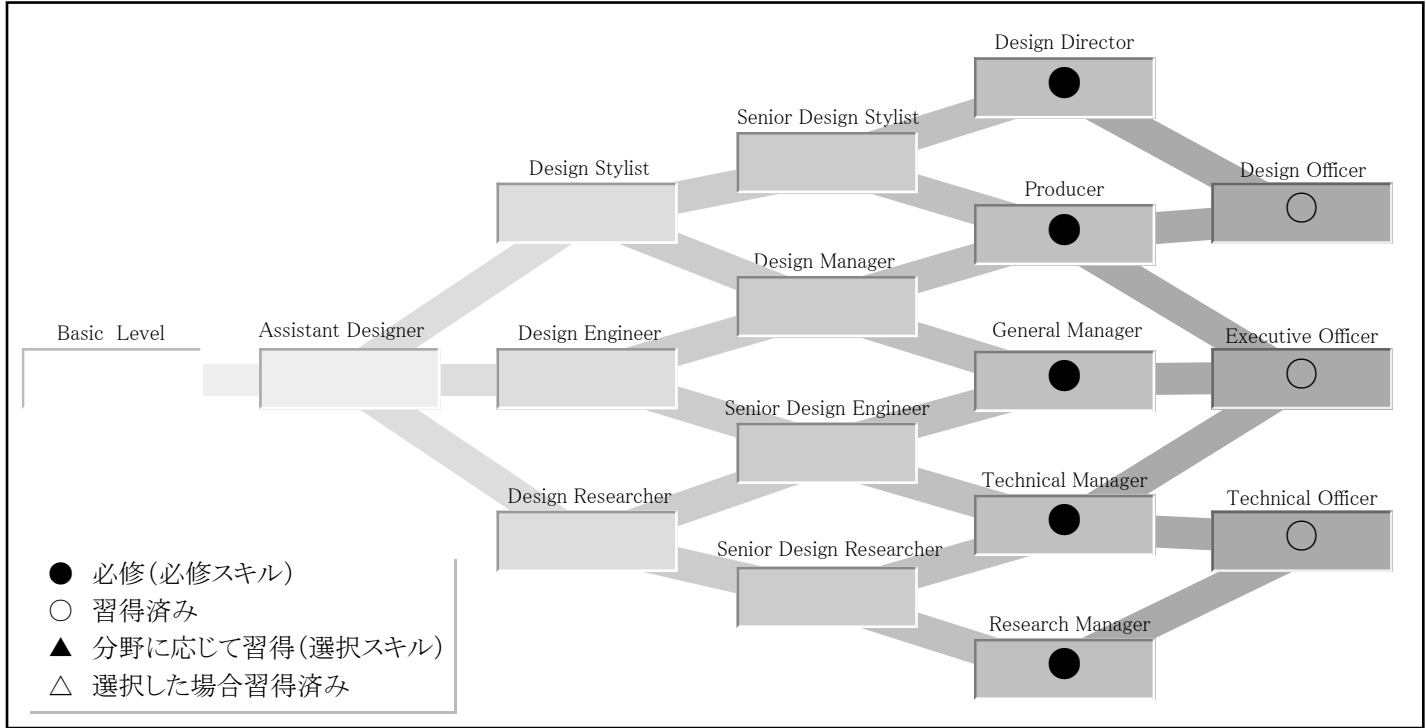 Design Director
●
Senior Design Stylist
Design Stylist
Producer
●
Design Officer
○
Design Manager
Basic Level
Assistant Designer
Design Engineer
General Manager
●
Executive Officer
○
Senior Design Engineer
Design Researcher
Technical Manager
●
Technical Officer
○
Senior Design Researcher
Research Manager
●
● 必修(必修スキル)
○ 習得済み
▲ 分野に応じて習得(選択スキル)
△ 選択した場合習得済み